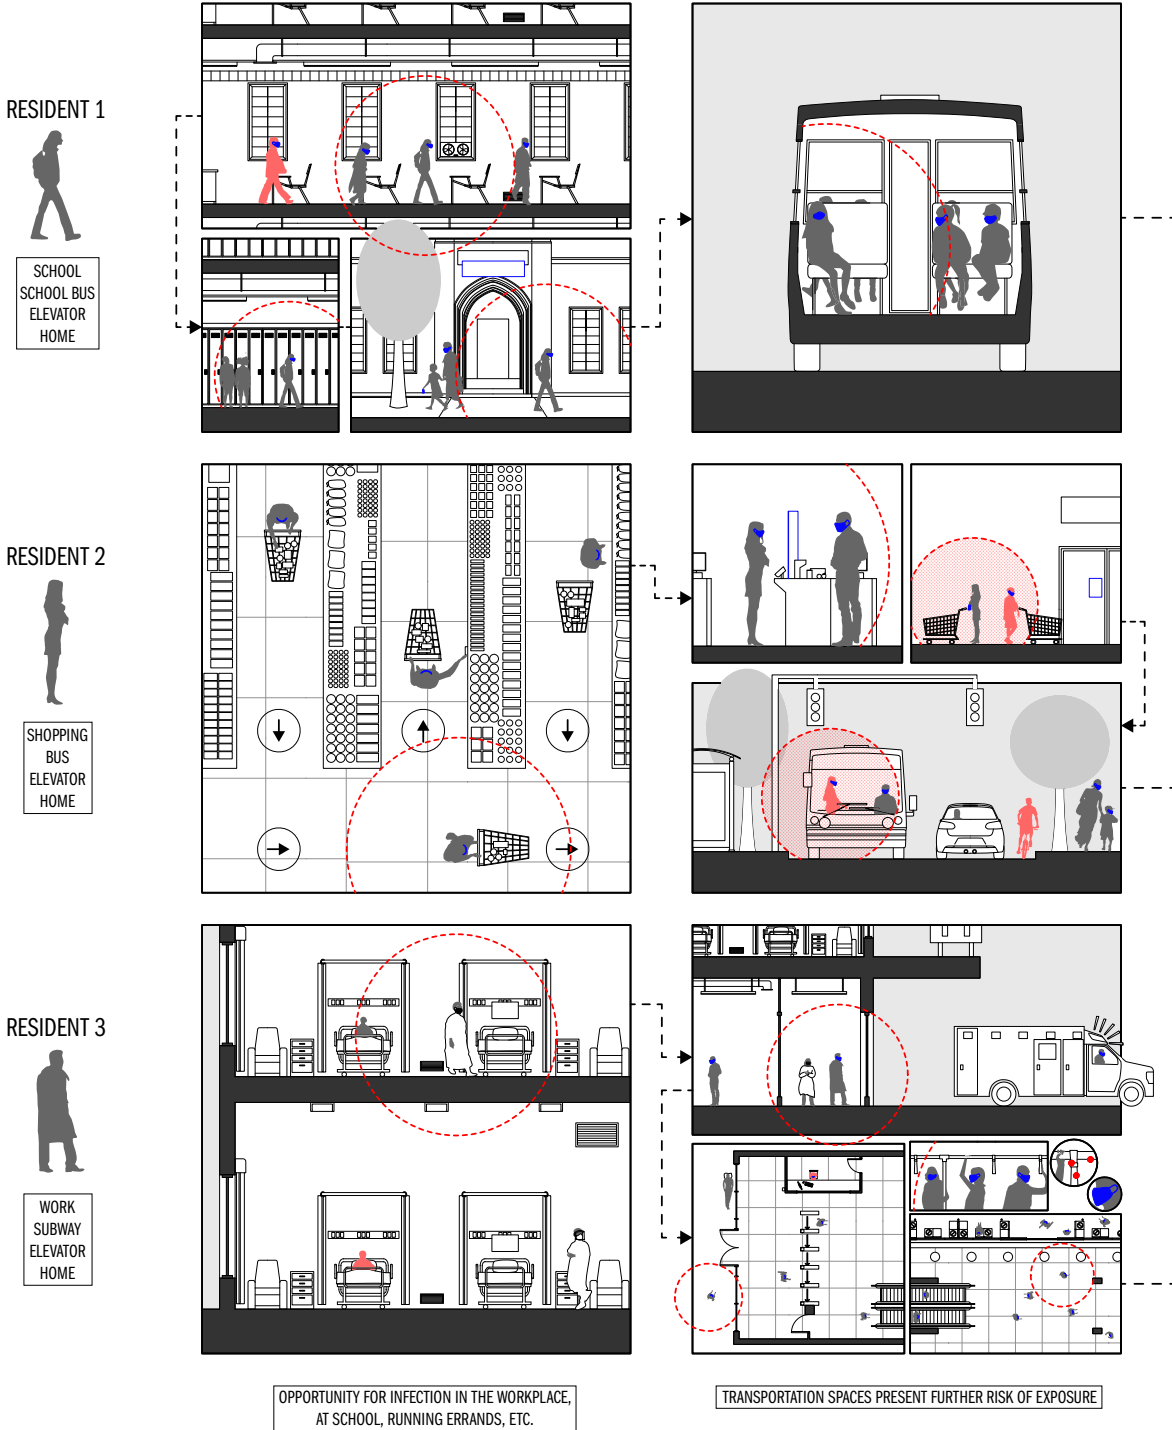 RESIDENT 1
SCHOOL
SCHOOL BUS
ELEVATOR
HOME
RESIDENT 2
SHOPPING
BUS
ELEVATOR
HOME
RESIDENT 3
WORK
SUBWAY
ELEVATOR
HOME
OPPORTUNITY FOR INFECTION IN THE WORKPLACE,
AT SCHOOL, RUNNING ERRANDS, ETC.
TRANSPORTATION SPACES PRESENT FURTHER RISK OF EXPOSURE